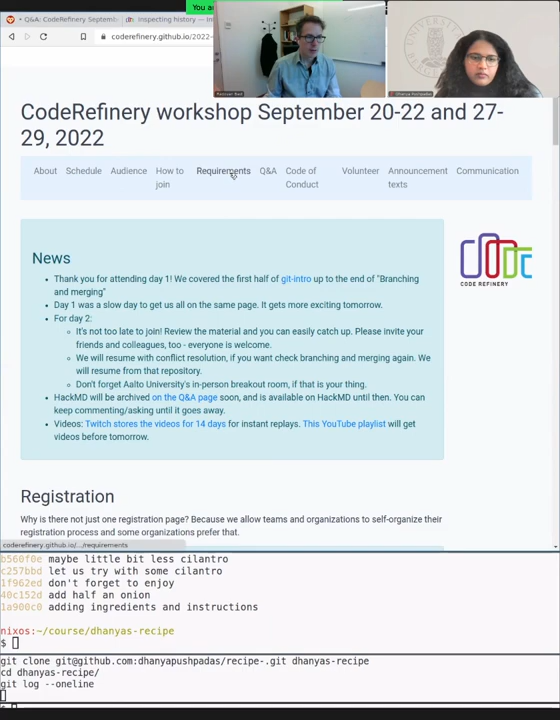 You a
Q&A: CodeRefinery Septemb
Inspecting history — in
coderefinery.github.io/2022-
CodeRefinery workshop September 20-22 and 27-
29, 2022
About Schedule Audience How to join Requirements Q&A Code of Conduct Volunteer Announcement texts Communication
News
Thank you for attending day 1! We covered the first half of git-intro up to the end of "Branching
and merging"
Day 1 was a slow day to get us all on the same page. It gets more exciting tomorrow.
For day 2:
It's not too late to join! Review the material and you can easily catch up. Please invite your
friends and colleagues, too - everyone is welcome.
We will resume with conflict resolution, if you want check branching and merging again. We
will resume from that repository.
Don't forget Aalto University's in-person breakout room, if that is your thing.
HackMD will be archived on the Q&A page soon, and is available on HackMD until then. You can
keep commenting/asking until it goes away.
Videos: Twitch stores the videos for 14 days for instant replays. This YouTube playlist will get
videos before tomorrow.
CODE REFINERY
Registration
Why is there not just one registration page? Because we allow teams and organizations to self-organize their
registration process and some organizations prefer that.
coderefinery.github.io/.../requirements
b560f0e maybe little bit less cilantro
c257bbd let us try with some cilantro
1f962ed don't forget to enjoy
40c152d add half an onion
1a900c0 adding ingredients and instructions
nixos:~/course/dhanyas-recipe
$
git clone git@github.com:dhanyapushpadas/recipe-.git dhanyas-recipe
cd dhanyas-recipe/
git log --oneline